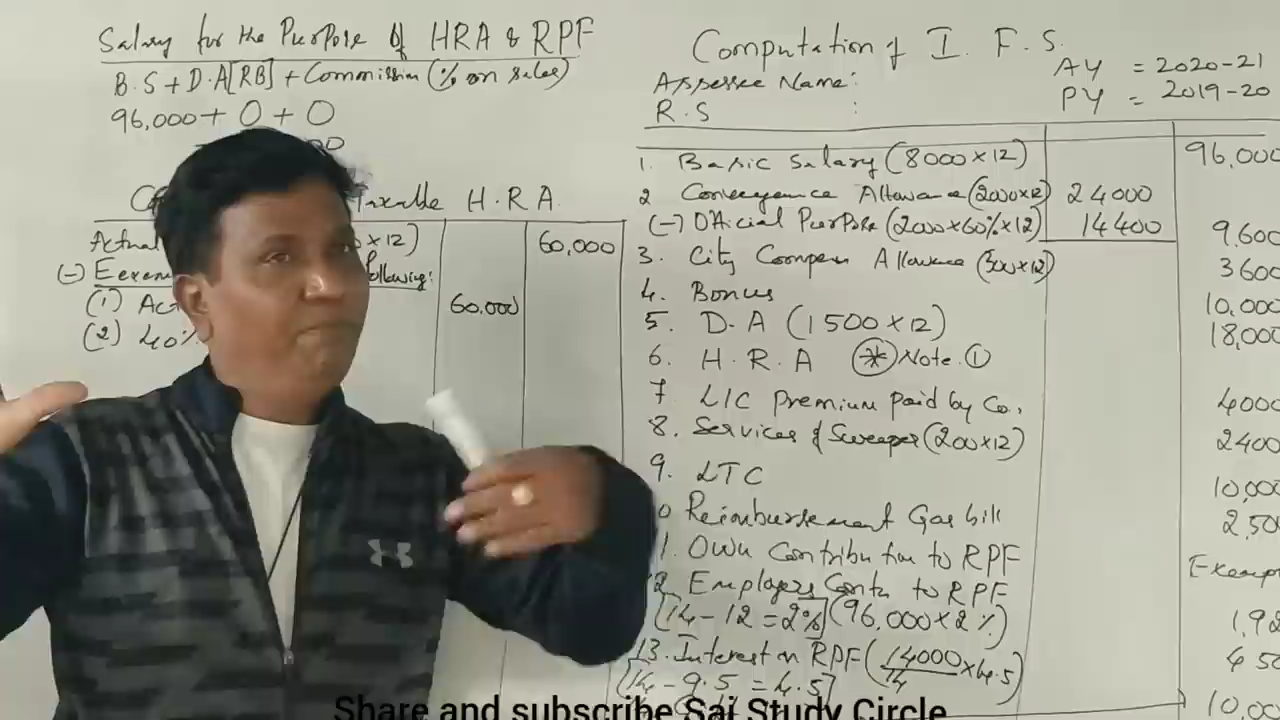 Salary for the Purpose of HRA & RPF
B.S + D.A[RB] + Commission (% on sales)
96,000 + 0 + 0
Taxable H.R.A.
Actual ×12) 60,000
(-) following:
(1) 60,000
(2) 40%
Computation of I. F. S.
AY = 2020-21
Assessee Name:
PY = 2019-20
R.S :
1. Basic Salary (8000×12) 96,000
2 Conveyance Allowance (2000×12) 24000
(-) Official Purpose (2000×60%×12) 14400 9,600
3. City Compen Allowance (300×12) 3600
4. Bonus 10,000
5. D.A (1500×12) 18,000
6. H.R.A (*) Note.①
7. LIC Premium Paid by Co. 4000
8. Services of Sweeper (200×12) 2400
9. LTC 10,000
0 Reimbursement Gas bill 2,50
1. Own Contribution to RPF Exemp
2. Employers Contr to RPF
[14-12=2%] (96,000×2%) 1,92
13. Interest on RPF (14000/14 ×4.5) 450
[14-9.5=4.5]
10,00
Share and subscribe Sai Study Circle